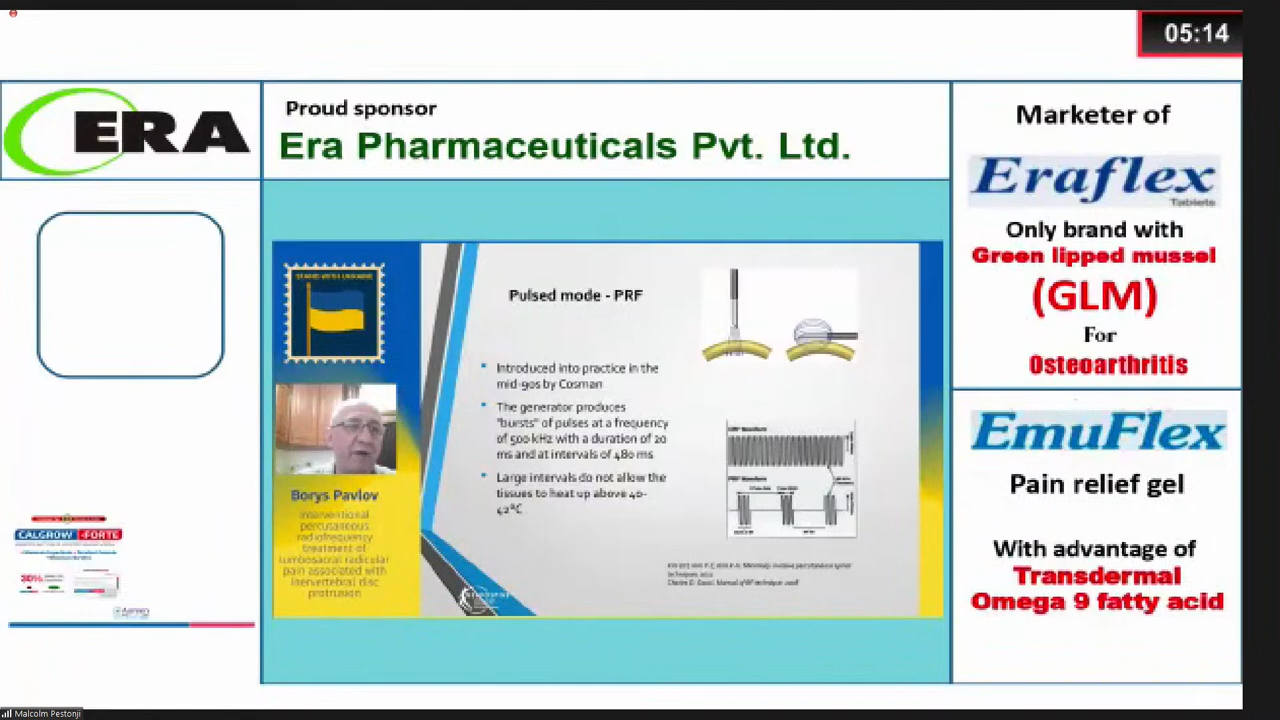 05:14
ERA
Proud sponsor
Era Pharmaceuticals Pvt. Ltd.
Marketer of
Eraflex
Tablets
Only brand with
Green lipped mussel
(GLM)
For
Osteoarthritis
EmuFlex
Pain relief gel
With advantage of
Transdermal
Omega 9 fatty acid
STAND WITH UKRAINE
Borys Pavlov
interventional
percutaneous
radiofrequency
treatment of
lumbosacral radicular
pain associated with
inervertebral disc
protrusion
Pulsed mode - PRF
Introduced into practice in the
mid-90s by Cosman
The generator produces
"bursts" of pulses at a frequency
of 500 kHz with a duration of 20
ms and at intervals of 480 ms
Large intervals do not allow the
tissues to heat up above 40-
42°C
PRF Waveform
CALGROW -FORTE
30%
Malcolm Pestonji